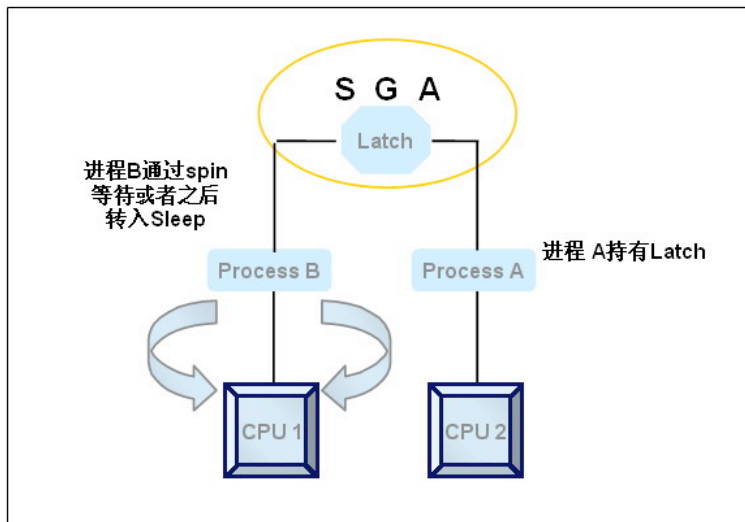 S G A
Latch
进程B通过spin
等待或者之后
转入Sleep
进程 A持有Latch
Process B
Process A
CPU 1
CPU 2